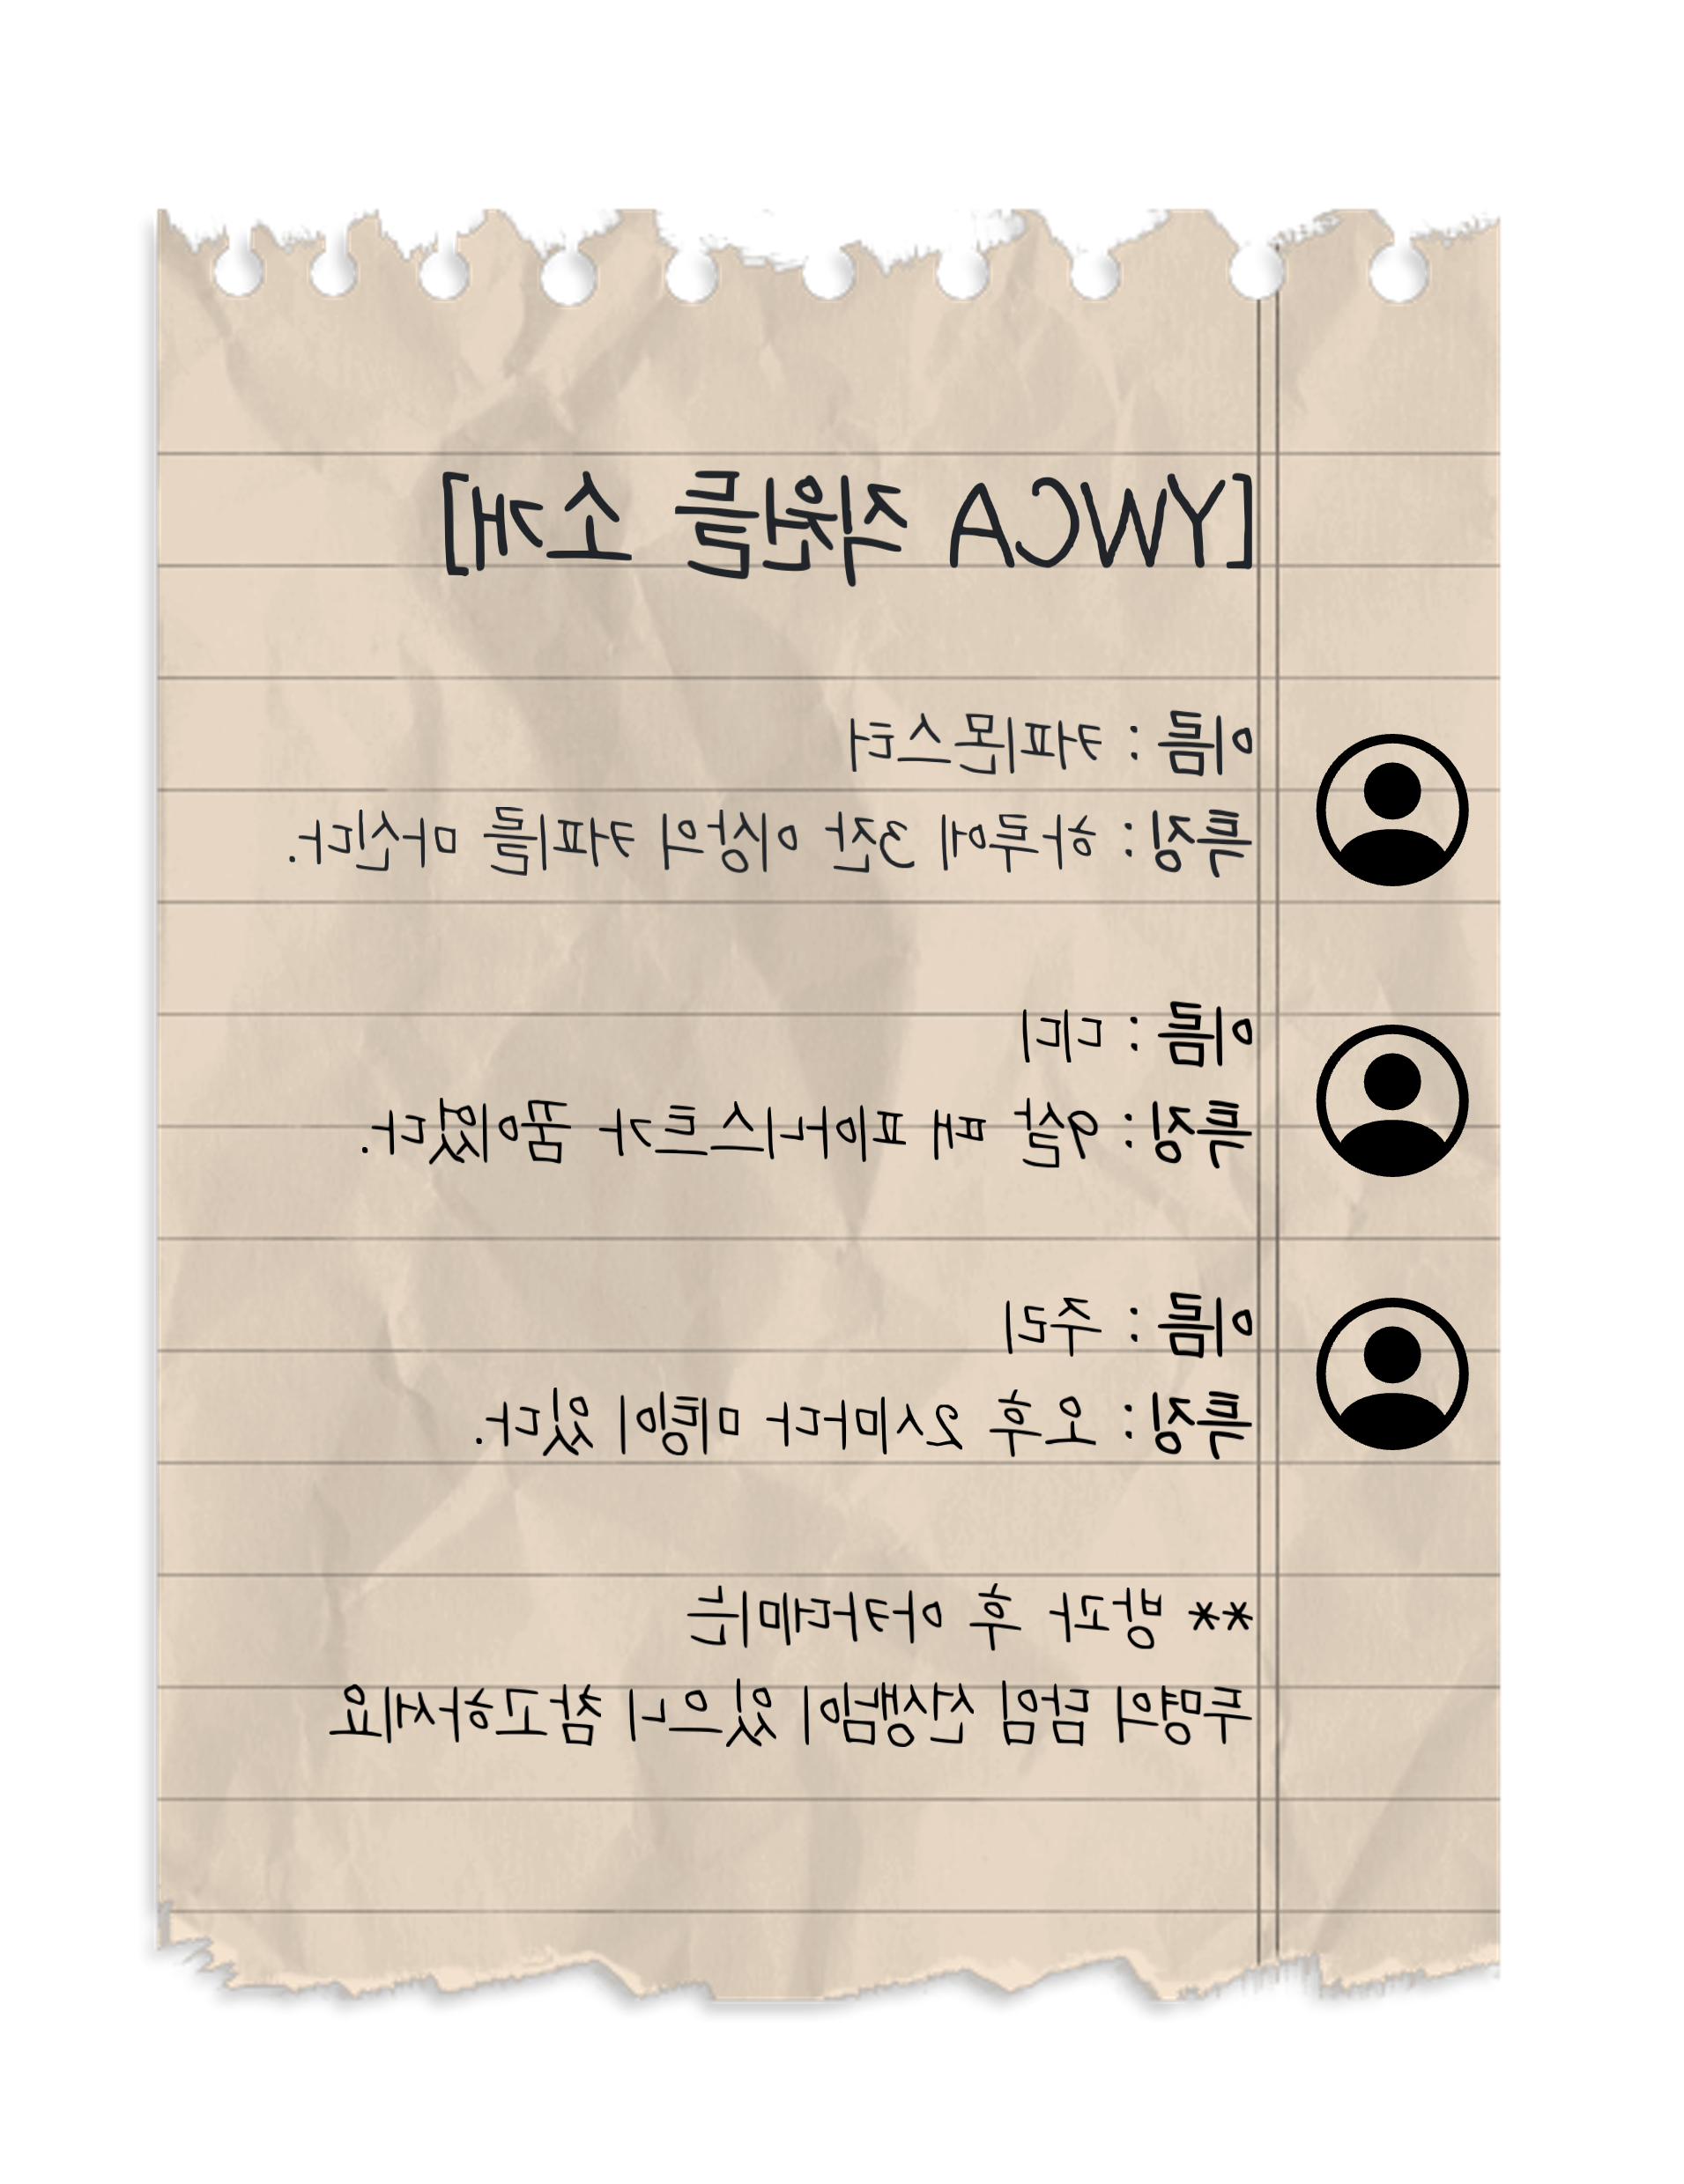 [YWCA 직원들 소개]
이름 : 커피몬스터
특징: 하루에 3잔 이상의 커피를 마신다.
이름 : 디디
특징: 9살 때 피아니스트가 꿈이였다.
이름 : 주리
특징: 오후 2시마다 미팅이 있다.
** 방과 후 아카데미는
두명의 담임 선생님이 있으니 참고하세요